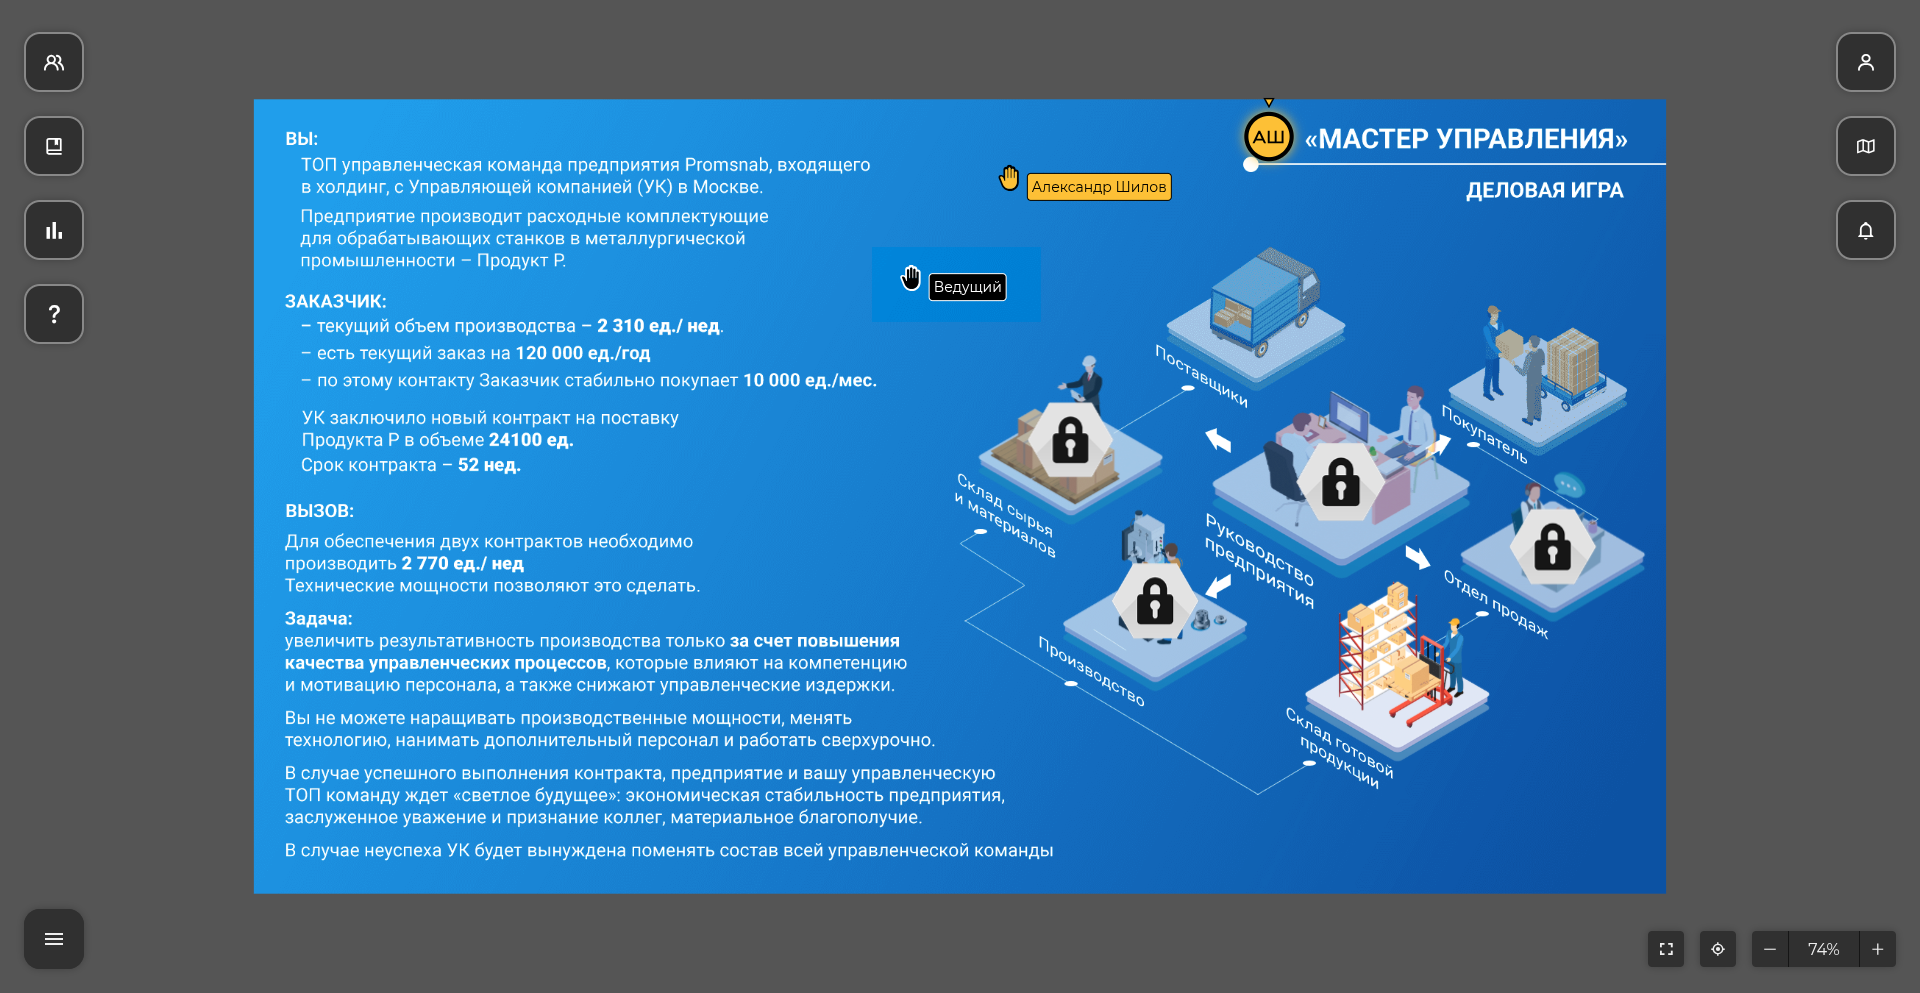 ВЫ:
ТОП управленческая команда предприятия Promsnab, входящего
в холдинг, с Управляющей компанией (УК) в Москве.
Предприятие производит расходные комплектующие
для обрабатывающих станков в металлургической
промышленности – Продукт Р.
ЗАКАЗЧИК:
– текущий объем производства – 2 310 ед./ нед.
– есть текущий заказ на 120 000 ед./год
– по этому контакту Заказчик стабильно покупает 10 000 ед./мес.
УК заключило новый контракт на поставку
Продукта Р в объеме 24100 ед.
Срок контракта – 52 нед.
ВЫЗОВ:
Для обеспечения двух контрактов необходимо
производить 2 770 ед./ нед
Технические мощности позволяют это сделать.
Задача:
увеличить результативность производства только за счет повышения
качества управленческих процессов, которые влияют на компетенцию
и мотивацию персонала, а также снижают управленческие издержки.
Вы не можете наращивать производственные мощности, менять
технологию, нанимать дополнительный персонал и работать сверхурочно.
В случае успешного выполнения контракта, предприятие и вашу управленческую
ТОП команду ждет «светлое будущее»: экономическая стабильность предприятия,
заслуженное уважение и признание коллег, материальное благополучие.
В случае неуспеха УК будет вынуждена поменять состав всей управленческой команды
АШ
«МАСТЕР УПРАВЛЕНИЯ»
ДЕЛОВАЯ ИГРА
Александр Шилов
Ведущий
Поставщики
Покупатель
Склад сырья
и материалов
Руководство
предприятия
Отдел продаж
Производство
Склад готовой
продукции
?
74%